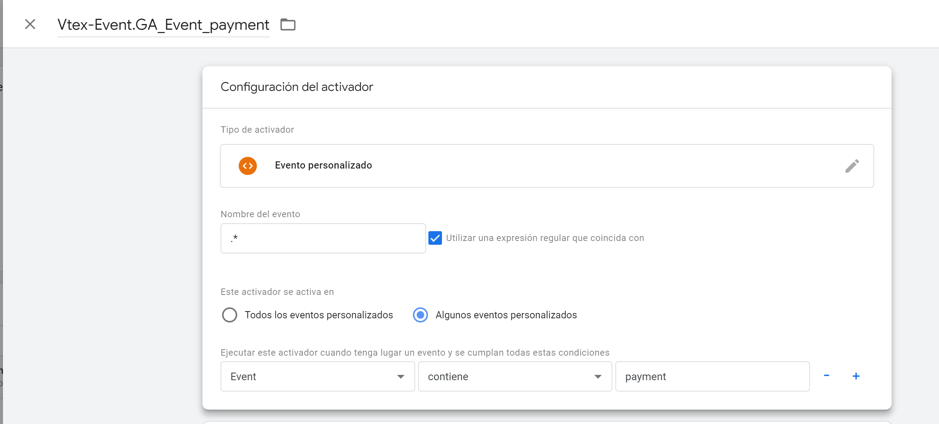 Vtex-Event.GA_Event_payment
Configuración del activador
Tipo de activador
Evento personalizado
Nombre del evento
.*
Utilizar una expresión regular que coincida con
Este activador se activa en
Todos los eventos personalizados
Algunos eventos personalizados
Ejecutar este activador cuando tenga lugar un evento y se cumplan todas estas condiciones
Event contiene payment - +